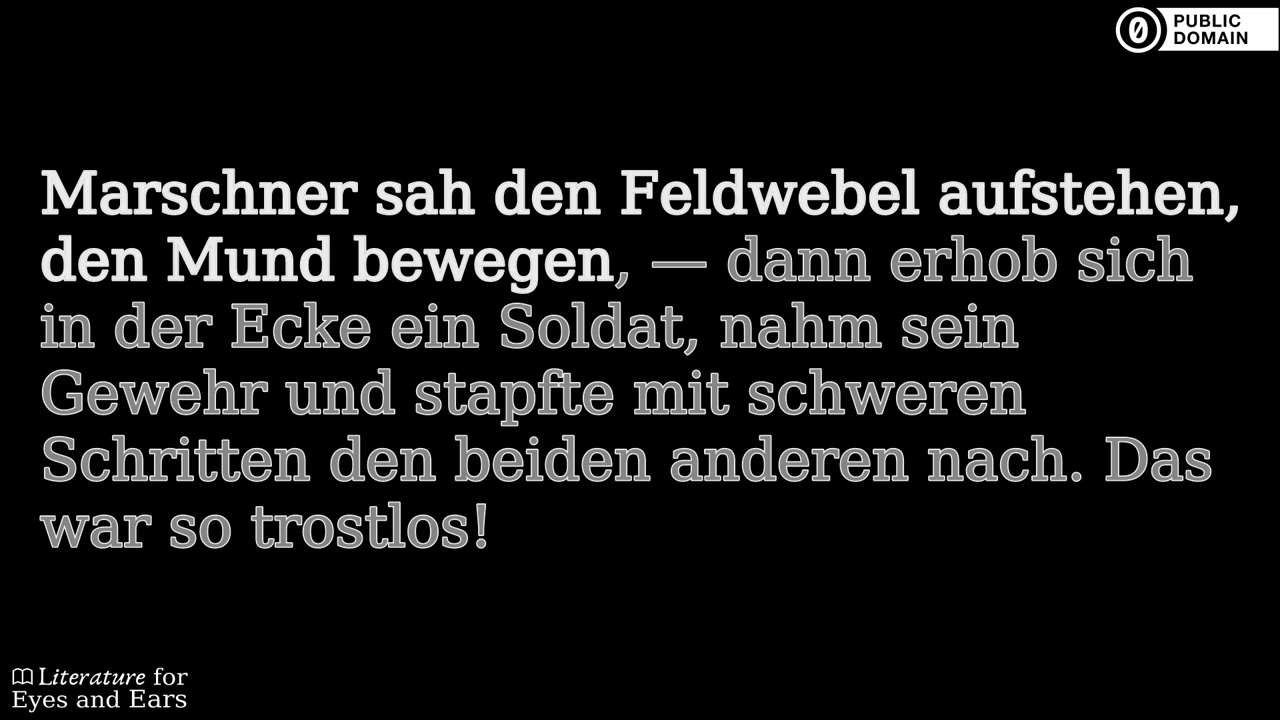 PUBLIC
DOMAIN
Marschner sah den Feldwebel aufstehen,
den Mund bewegen, — dann erhob sich
in der Ecke ein Soldat, nahm sein
Gewehr und stapfte mit schweren
Schritten den beiden anderen nach. Das
war so trostlos!
Literature for
Eyes and Ears